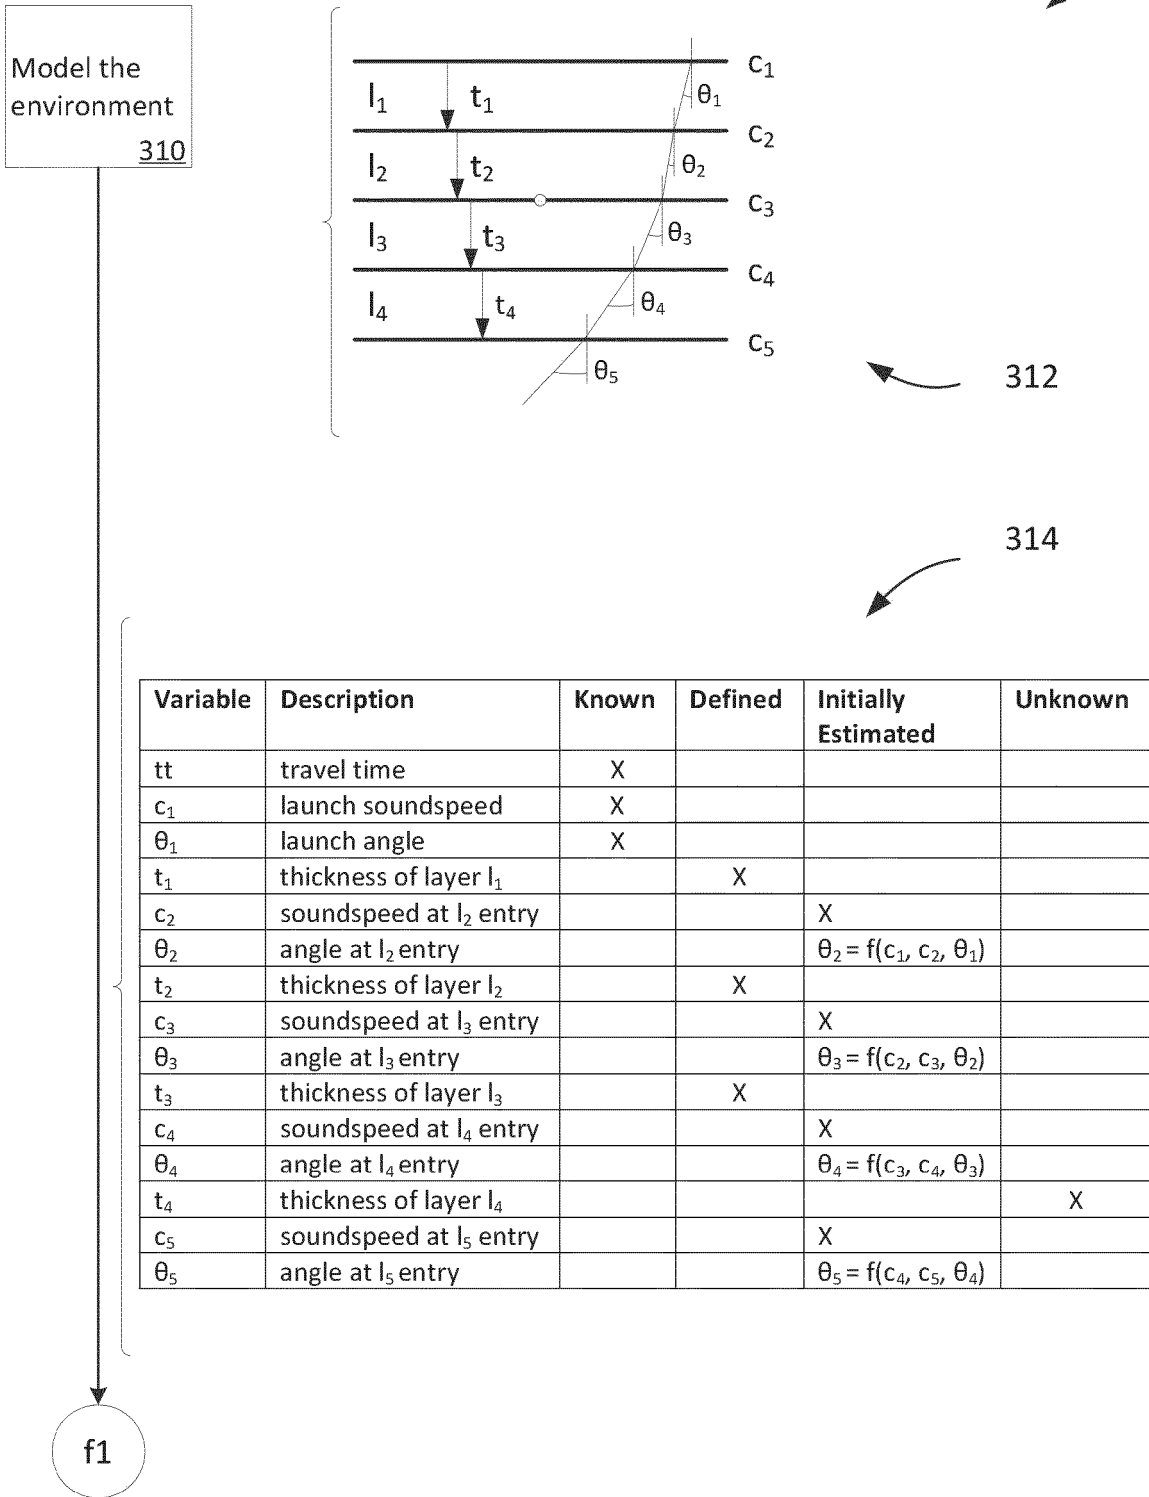 Model the
environment
310
l₁ t₁ θ₁ c₁
l₂ t₂ θ₂ c₂
l₃ t₃ θ₃ c₃
l₄ t₄ θ₄ c₄
θ₅ c₅
312
314
Variable Description Known Defined Initially Estimated Unknown
tt travel time X
c₁ launch soundspeed X
θ₁ launch angle X
t₁ thickness of layer l₁ X
c₂ soundspeed at l₂ entry X
θ₂ angle at l₂ entry θ₂ = f(c₁, c₂, θ₁)
t₂ thickness of layer l₂ X
c₃ soundspeed at l₃ entry X
θ₃ angle at l₃ entry θ₃ = f(c₂, c₃, θ₂)
t₃ thickness of layer l₃ X
c₄ soundspeed at l₄ entry X
θ₄ angle at l₄ entry θ₄ = f(c₃, c₄, θ₃)
t₄ thickness of layer l₄ X
c₅ soundspeed at l₅ entry X
θ₅ angle at l₅ entry θ₅ = f(c₄, c₅, θ₄)
f1